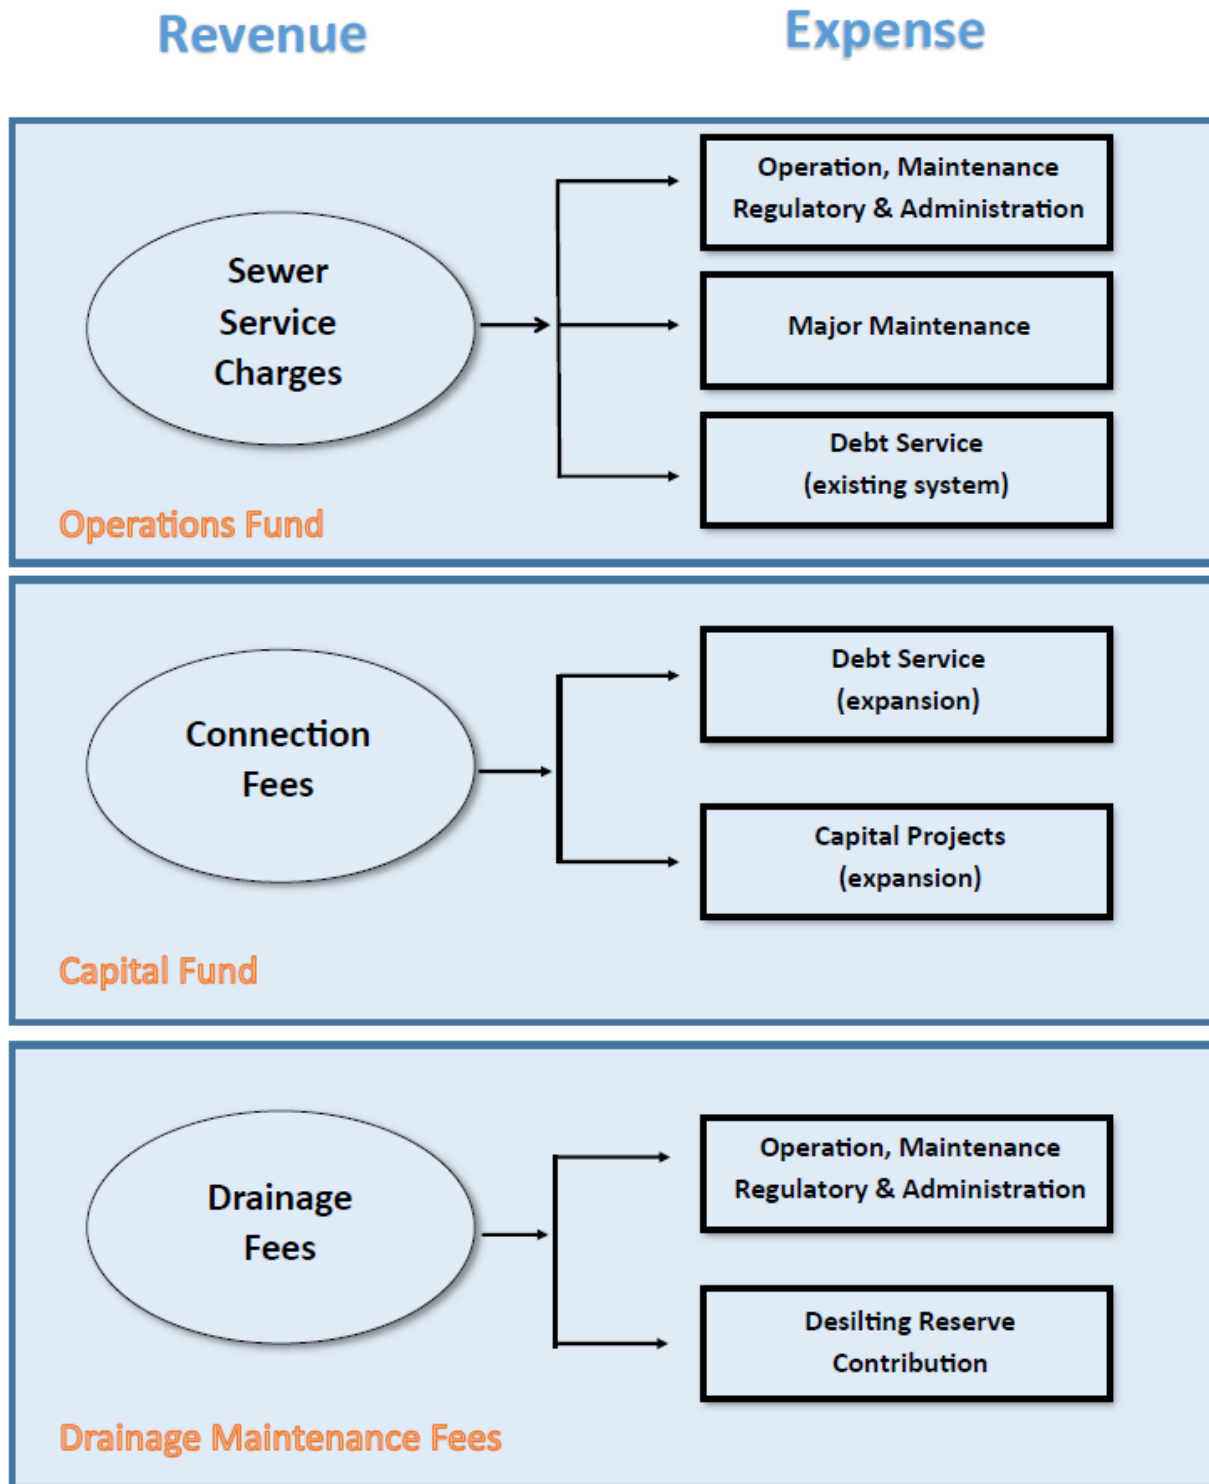 Revenue
Expense
Sewer
Service
Charges
Operation, Maintenance
Regulatory & Administration
Major Maintenance
Debt Service
(existing system)
Operations Fund
Connection
Fees
Debt Service
(expansion)
Capital Projects
(expansion)
Capital Fund
Drainage
Fees
Operation, Maintenance
Regulatory & Administration
Desilting Reserve
Contribution
Drainage Maintenance Fees